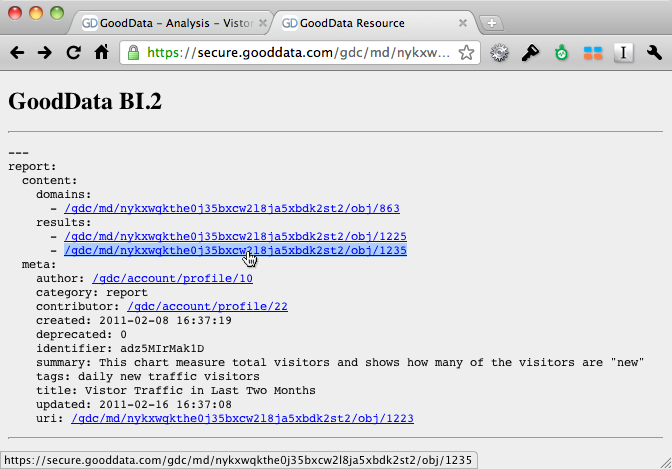 GoodData - Analysis - Vistor
GoodData Resource
https://secure.gooddata.com/gdc/md/nykxw...
GoodData BI.2
---
report:
content:
domains:
- /gdc/md/nykxwqkthe0j35bxcw2l8ja5xbdk2st2/obj/863
results:
- /gdc/md/nykxwqkthe0j35bxcw2l8ja5xbdk2st2/obj/1225
- /gdc/md/nykxwqkthe0j35bxcw2l8ja5xbdk2st2/obj/1235
meta:
author: /gdc/account/profile/10
category: report
contributor: /gdc/account/profile/22
created: 2011-02-08 16:37:19
deprecated: 0
identifier: adz5MIrMak1D
summary: This chart measure total visitors and shows how many of the visitors are "new"
tags: daily new traffic visitors
title: Vistor Traffic in Last Two Months
updated: 2011-02-16 16:37:08
uri: /gdc/md/nykxwqkthe0j35bxcw2l8ja5xbdk2st2/obj/1223
https://secure.gooddata.com/gdc/md/nykxwqkthe0j35bxcw2l8ja5xbdk2st2/obj/1235